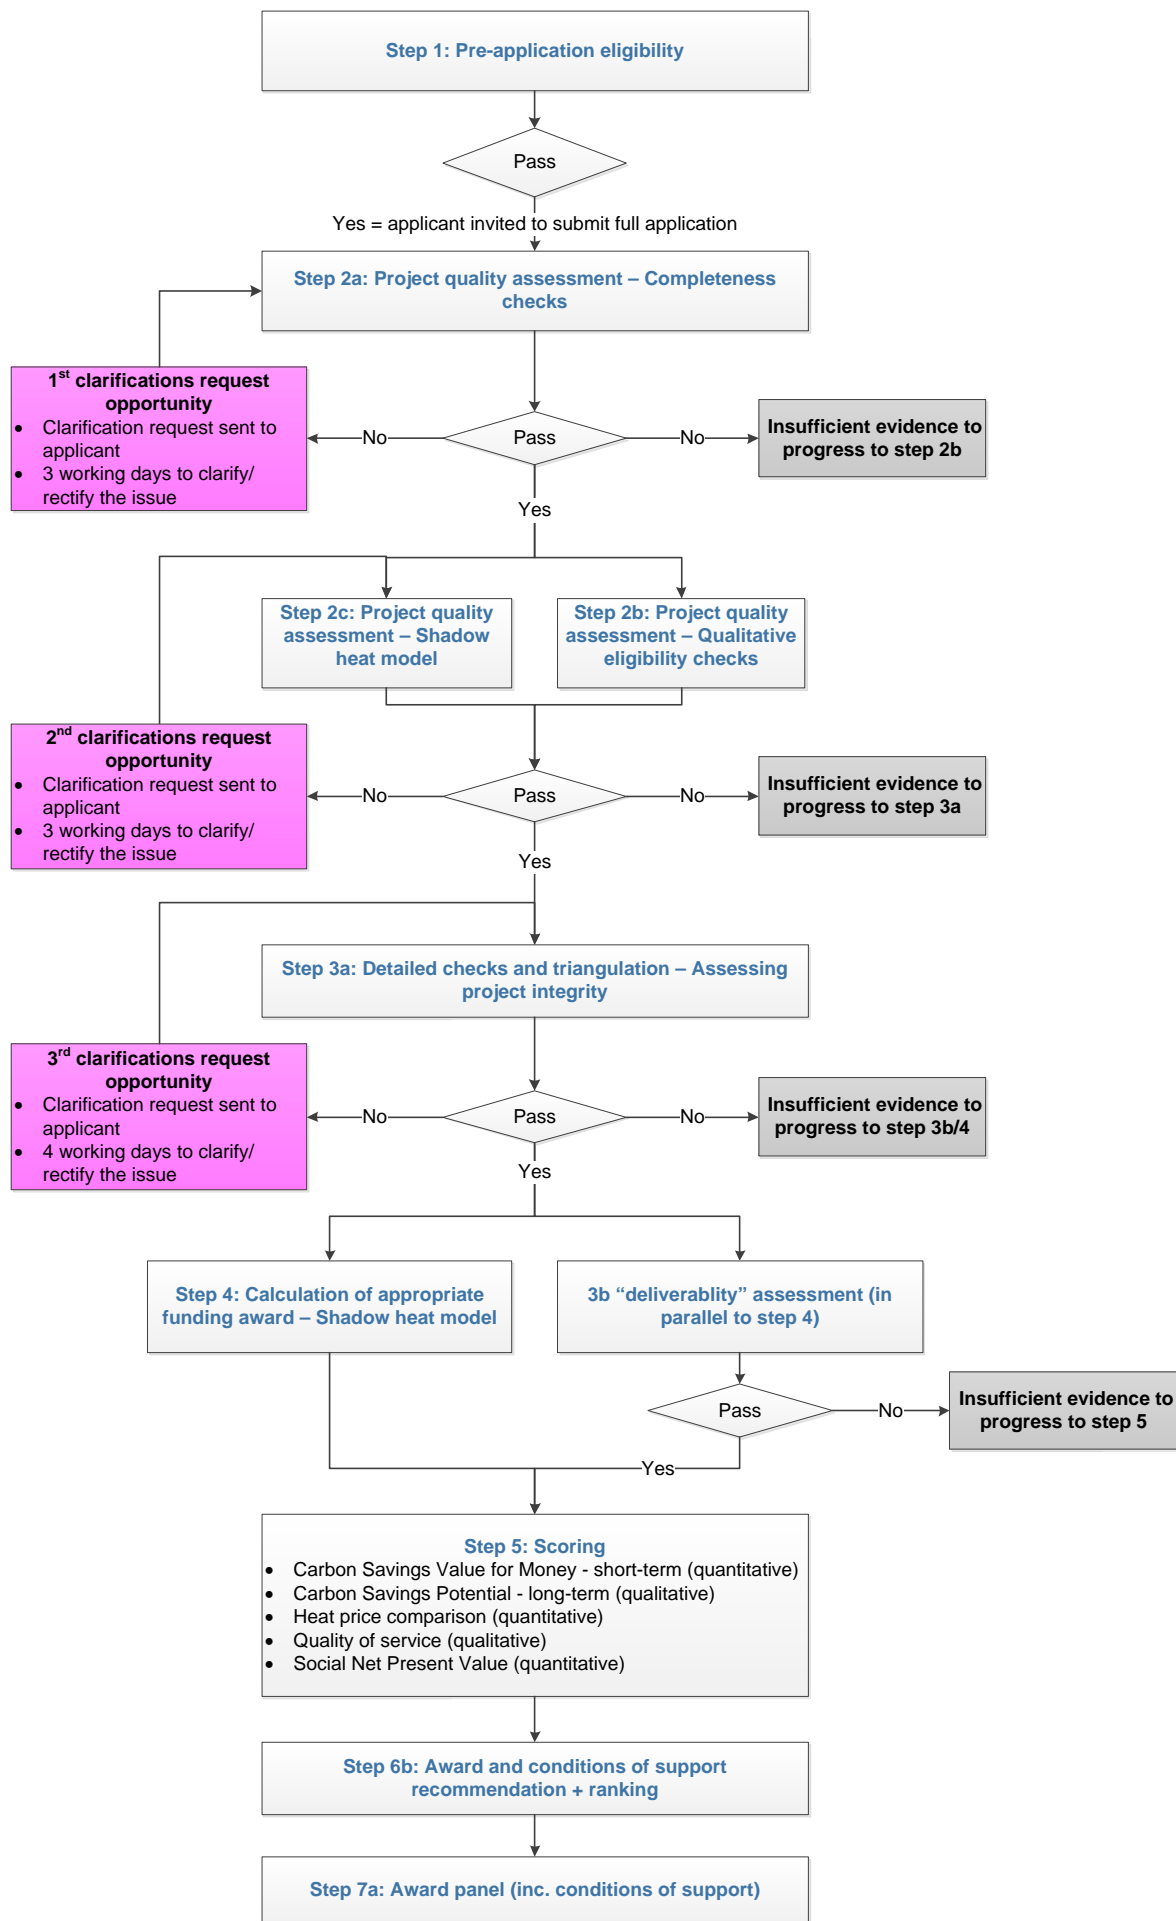 Step 1: Pre-application eligibility
Pass
Yes = applicant invited to submit full application
Step 2a: Project quality assessment – Completeness
checks
1st clarifications request
opportunity
• Clarification request sent to
applicant
• 3 working days to clarify/
rectify the issue
No
Pass
No
Insufficient evidence to
progress to step 2b
Yes
Step 2c: Project quality
assessment – Shadow
heat model
Step 2b: Project quality
assessment – Qualitative
eligibility checks
2nd clarifications request
opportunity
• Clarification request sent to
applicant
• 3 working days to clarify/
rectify the issue
No
Pass
No
Insufficient evidence to
progress to step 3a
Yes
Step 3a: Detailed checks and triangulation – Assessing
project integrity
3rd clarifications request
opportunity
• Clarification request sent to
applicant
• 4 working days to clarify/
rectify the issue
No
Pass
No
Insufficient evidence to
progress to step 3b/4
Yes
Step 4: Calculation of appropriate
funding award – Shadow heat model
3b “deliverablity” assessment (in
parallel to step 4)
Pass
No
Insufficient evidence to
progress to step 5
Yes
Step 5: Scoring
• Carbon Savings Value for Money - short-term (quantitative)
• Carbon Savings Potential - long-term (qualitative)
• Heat price comparison (quantitative)
• Quality of service (qualitative)
• Social Net Present Value (quantitative)
Step 6b: Award and conditions of support
recommendation + ranking
Step 7a: Award panel (inc. conditions of support)